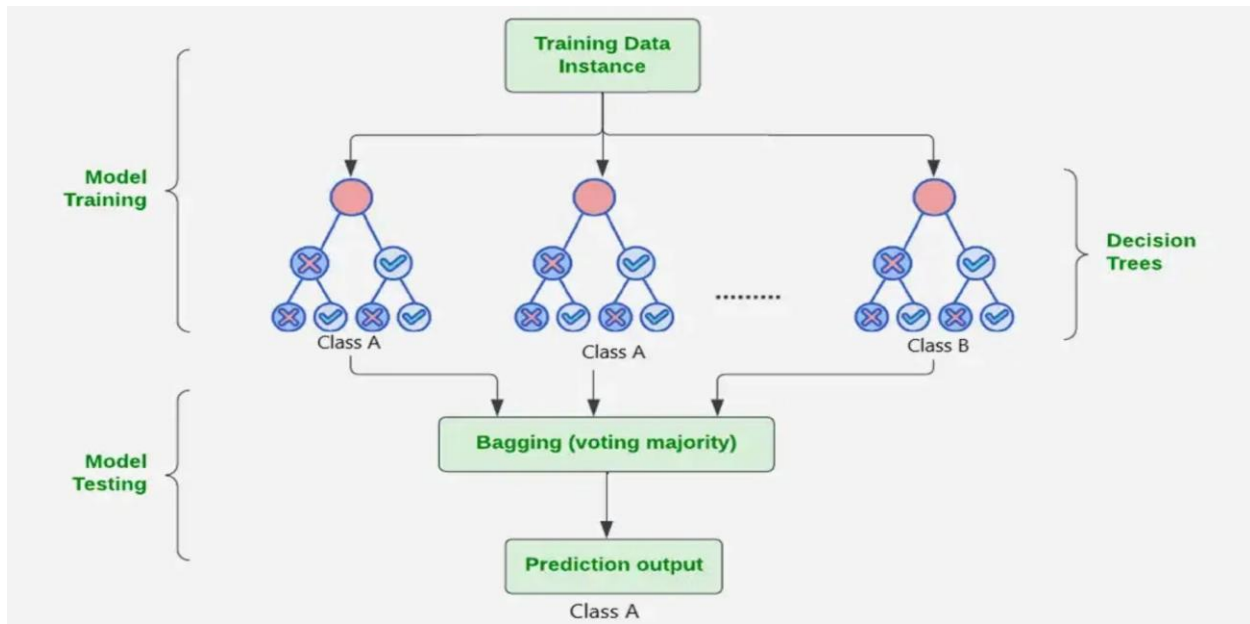 Training Data
Instance
Model
Training
Decision
Trees
.........
Class A
Class A
Class B
Bagging (voting majority)
Model
Testing
Prediction output
Class A